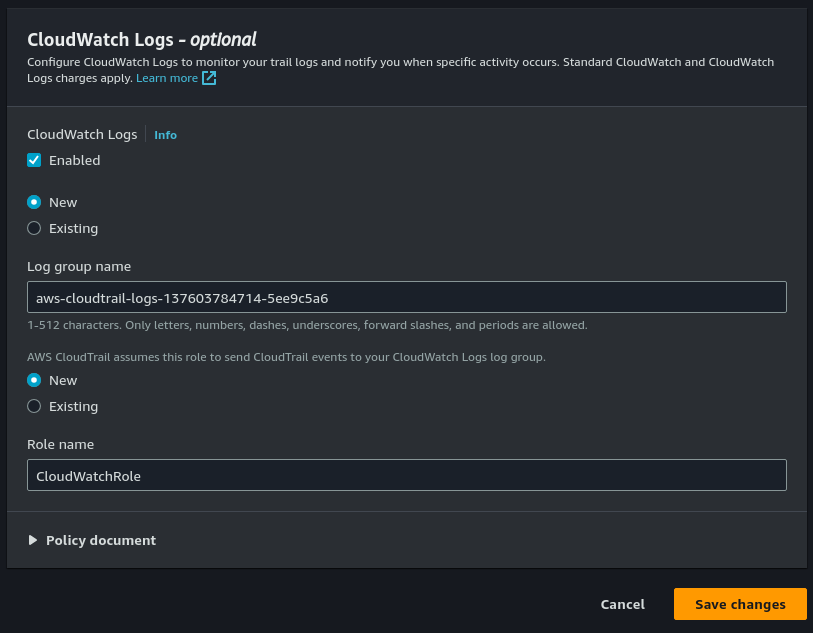 CloudWatch Logs - optional
Configure CloudWatch Logs to monitor your trail logs and notify you when specific activity occurs. Standard CloudWatch and CloudWatch
Logs charges apply. Learn more
CloudWatch Logs Info
Enabled
New
Existing
Log group name
aws-cloudtrail-logs-137603784714-5ee9c5a6
1-512 characters. Only letters, numbers, dashes, underscores, forward slashes, and periods are allowed.
AWS CloudTrail assumes this role to send CloudTrail events to your CloudWatch Logs log group.
New
Existing
Role name
CloudWatchRole
Policy document
Cancel Save changes